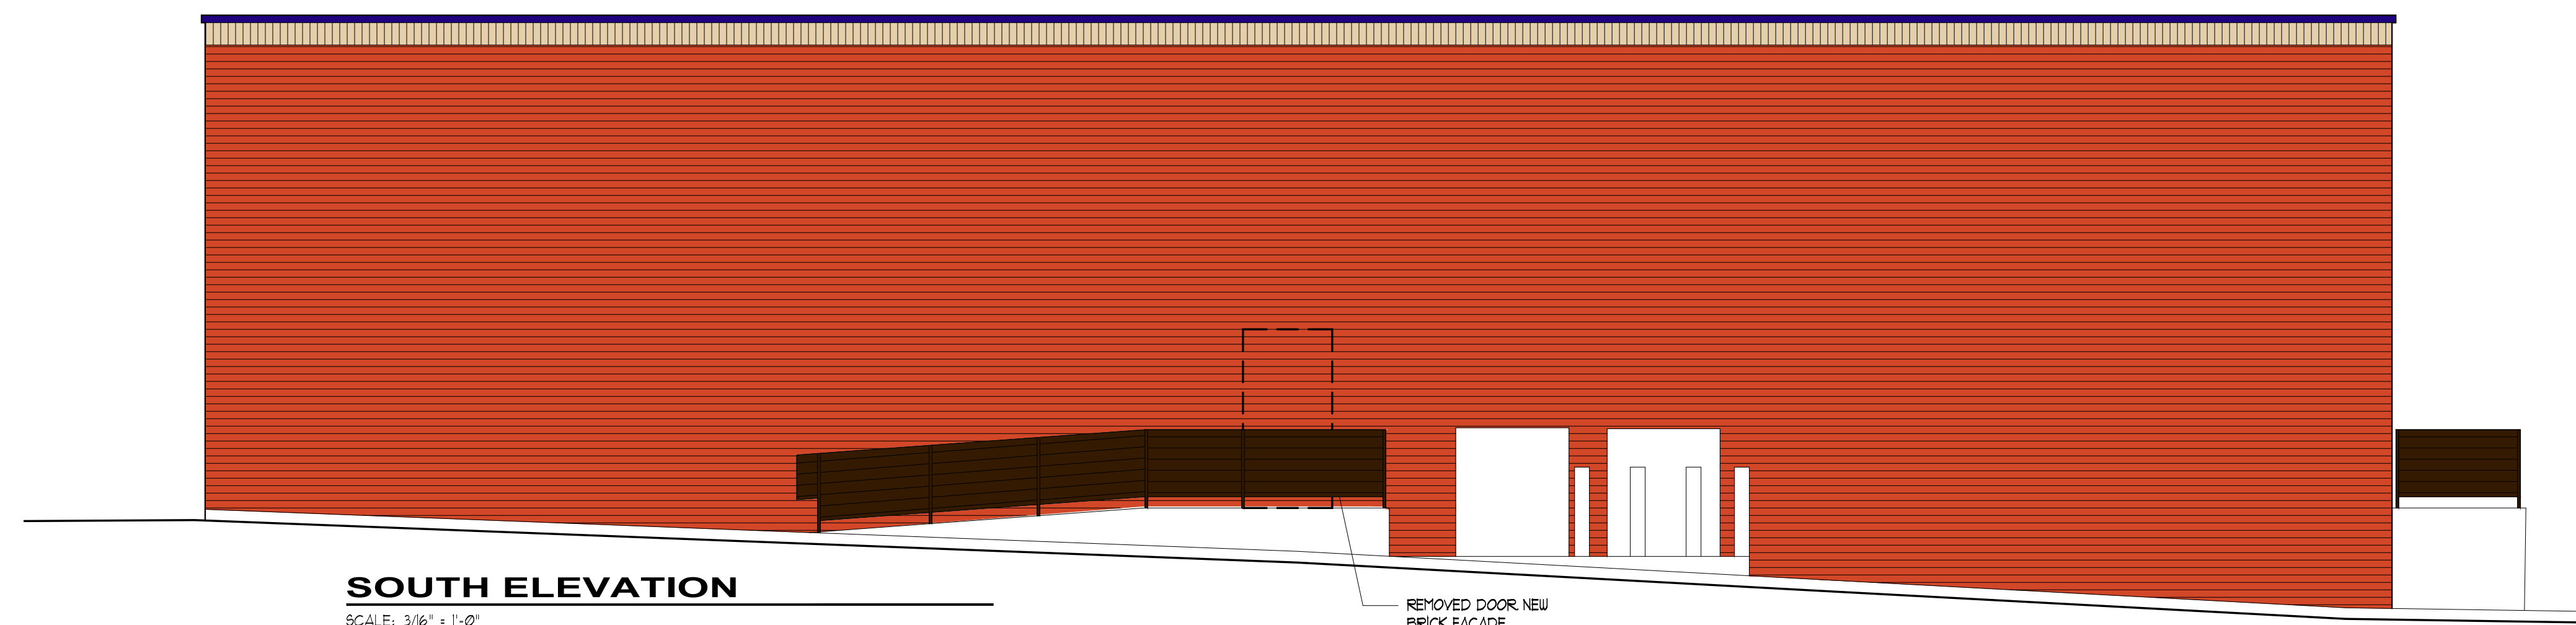 SOUTH ELEVATION
SCALE: 3/16" = 1'-0"
REMOVED DOOR NEW
BRICK FACADE